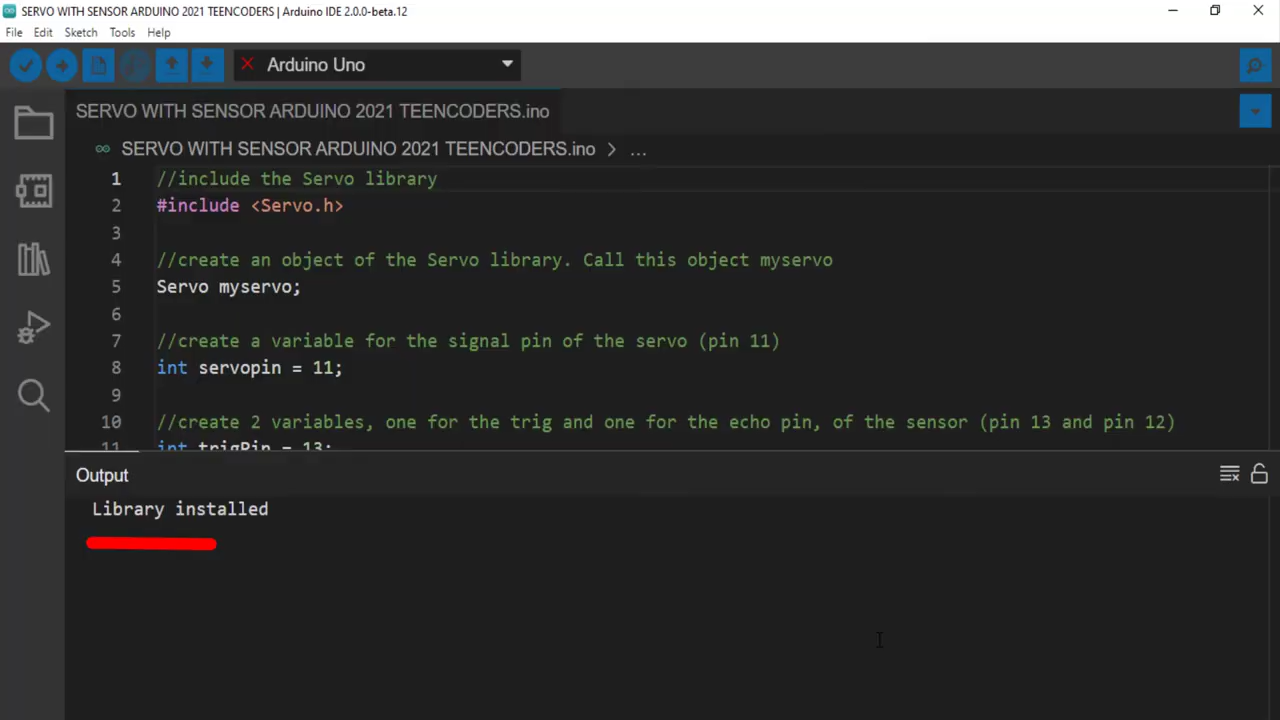 SERVO WITH SENSOR ARDUINO 2021 TEENCODERS | Arduino IDE 2.0.0-beta.12
File Edit Sketch Tools Help
Arduino Uno
SERVO WITH SENSOR ARDUINO 2021 TEENCODERS.ino
SERVO WITH SENSOR ARDUINO 2021 TEENCODERS.ino > ...
1 //include the Servo library
2 #include <Servo.h>
3
4 //create an object of the Servo library. Call this object myservo
5 Servo myservo;
6
7 //create a variable for the signal pin of the servo (pin 11)
8 int servopin = 11;
9
10 //create 2 variables, one for the trig and one for the echo pin, of the sensor (pin 13 and pin 12)
11 int trigPin = 13;
Output
Library installed